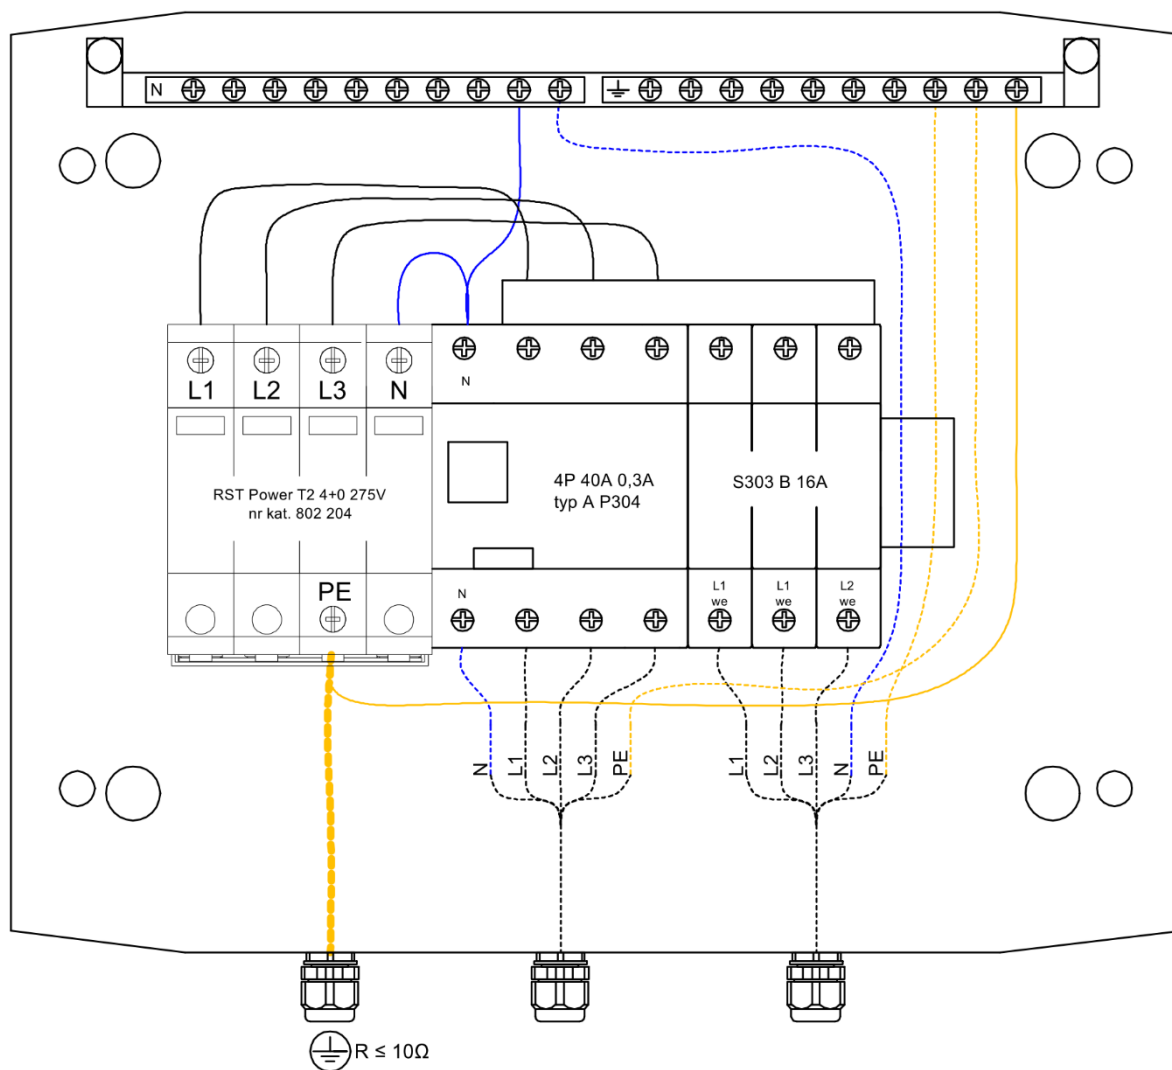 N
L1 L2 L3 N
N
RST Power T2 4+0 275V
nr kat. 802 204
4P 40A 0,3A
typ A P304
S303 B 16A
PE
N
L1
we
L1
we
L2
we
N L1 L2 L3 PE
L1 L2 L3 N PE
R ≤ 10Ω